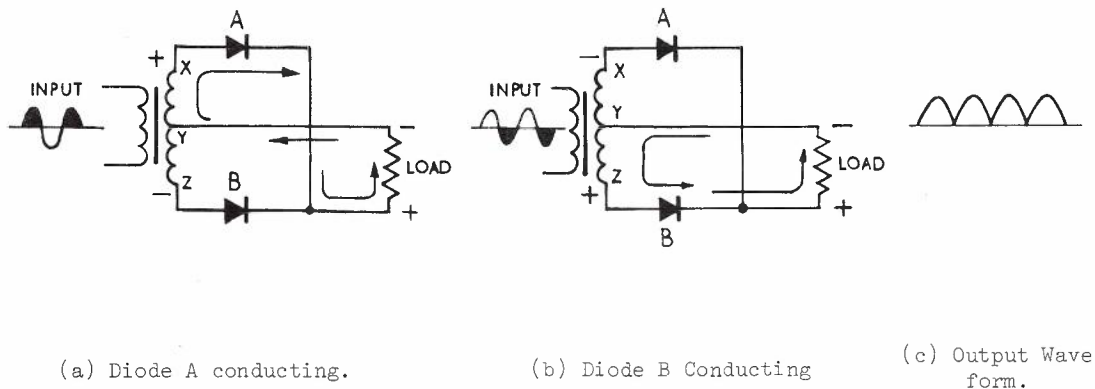 A
+
X
INPUT
Y
Z
−
B
−
LOAD
+
(a) Diode A conducting.
A
−
X
INPUT
Y
Z
+
B
−
LOAD
+
(b) Diode B Conducting
(c) Output Wave
form.